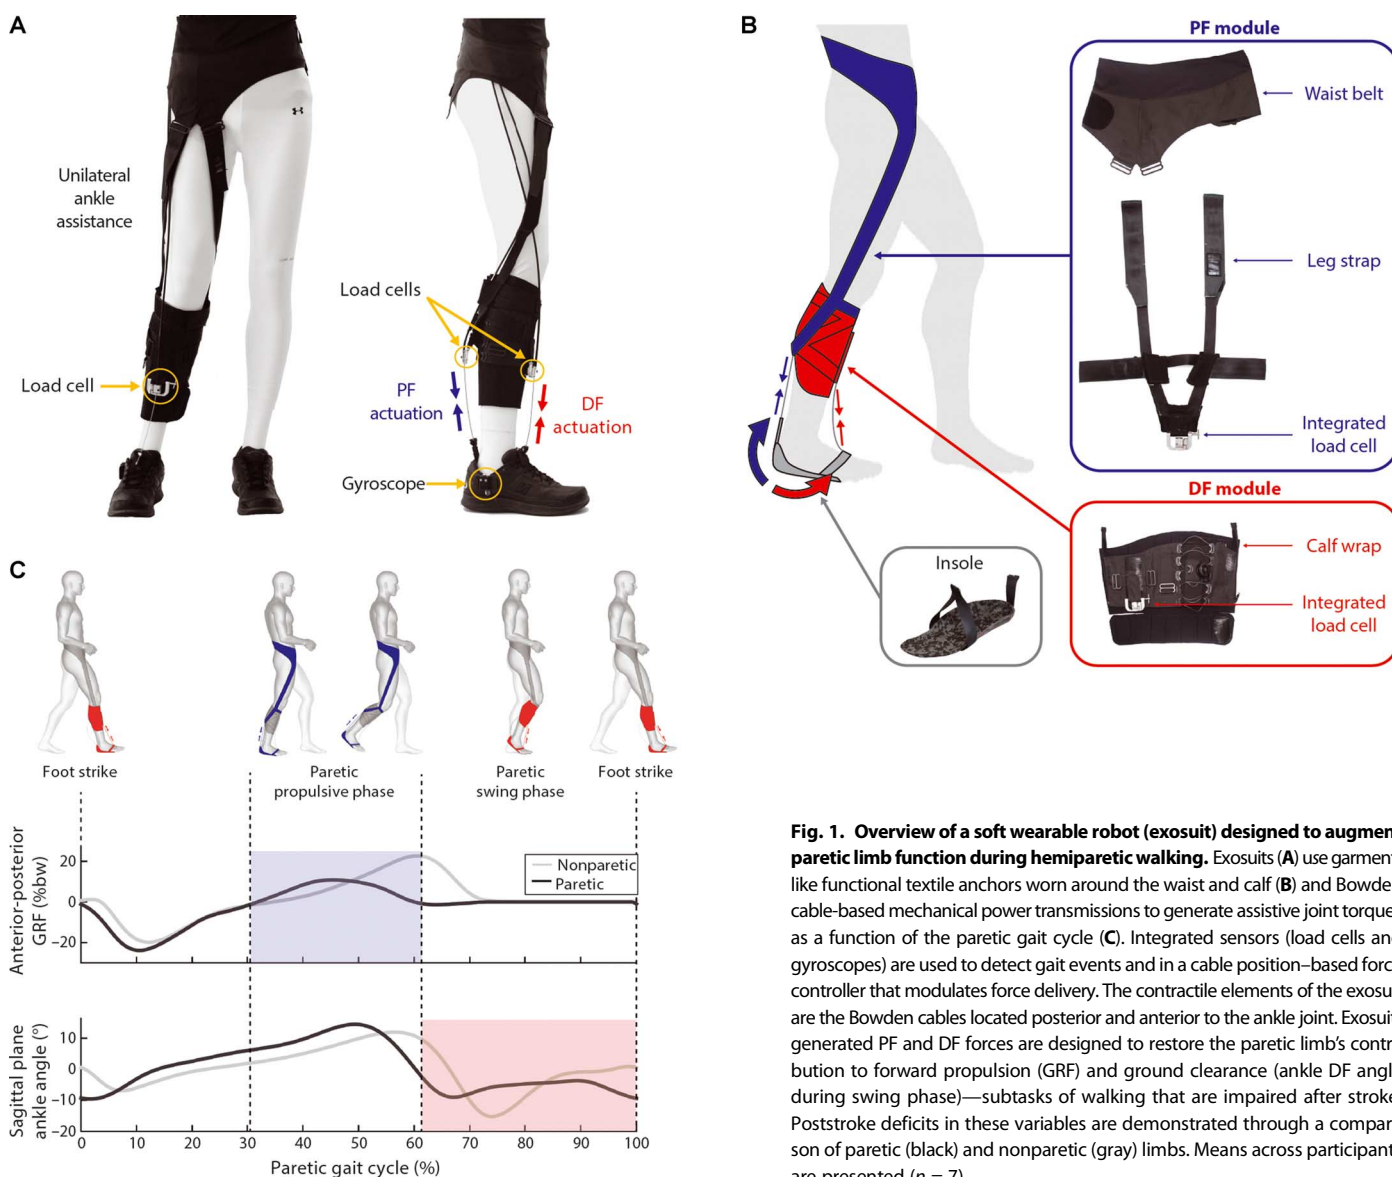 A
Unilateral
ankle
assistance
Load cells
Load cell
PF
actuation
DF
actuation
Gyroscope
B
PF module
Waist belt
Leg strap
Integrated
load cell
DF module
Calf wrap
Integrated
load cell
Insole
C
Foot strike
Paretic
propulsive phase
Paretic
swing phase
Foot strike
Anterior-posterior
GRF (%bw)
20
0
−20
Nonparetic
Paretic
Sagittal plane
ankle angle (°)
10
0
−10
−20
0 10 20 30 40 50 60 70 80 90 100
Paretic gait cycle (%)
Fig. 1. Overview of a soft wearable robot (exosuit) designed to augmen
paretic limb function during hemiparetic walking. Exosuits (A) use garment
like functional textile anchors worn around the waist and calf (B) and Bowde
cable-based mechanical power transmissions to generate assistive joint torque
as a function of the paretic gait cycle (C). Integrated sensors (load cells an
gyroscopes) are used to detect gait events and in a cable position–based forc
controller that modulates force delivery. The contractile elements of the exosu
are the Bowden cables located posterior and anterior to the ankle joint. Exosuit
generated PF and DF forces are designed to restore the paretic limb's contr
bution to forward propulsion (GRF) and ground clearance (ankle DF angl
during swing phase)—subtasks of walking that are impaired after stroke
Poststroke deficits in these variables are demonstrated through a compar
son of paretic (black) and nonparetic (gray) limbs. Means across participant
are presented (n = 7)